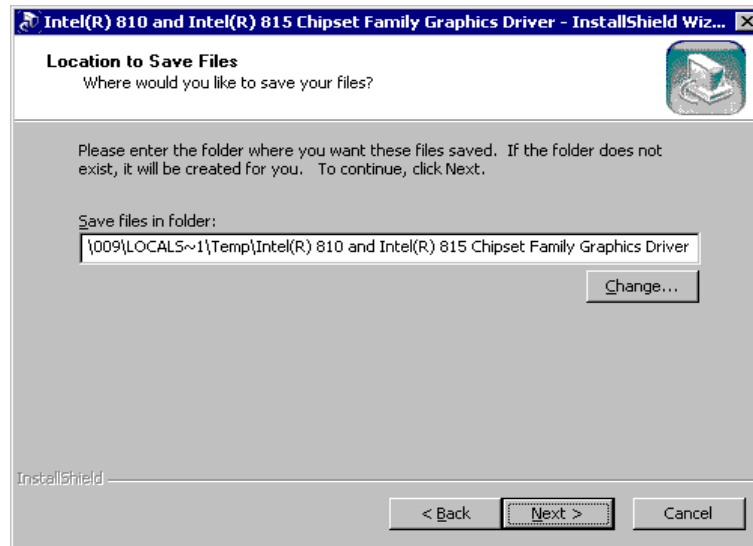 Intel(R) 810 and Intel(R) 815 Chipset Family Graphics Driver - InstallShield Wiz...
Location to Save Files
Where would you like to save your files?
Please enter the folder where you want these files saved. If the folder does not
exist, it will be created for you. To continue, click Next.
Save files in folder:
\009\LOCALS~1\Temp\Intel(R) 810 and Intel(R) 815 Chipset Family Graphics Driver
Change...
InstallShield
< Back
Next >
Cancel